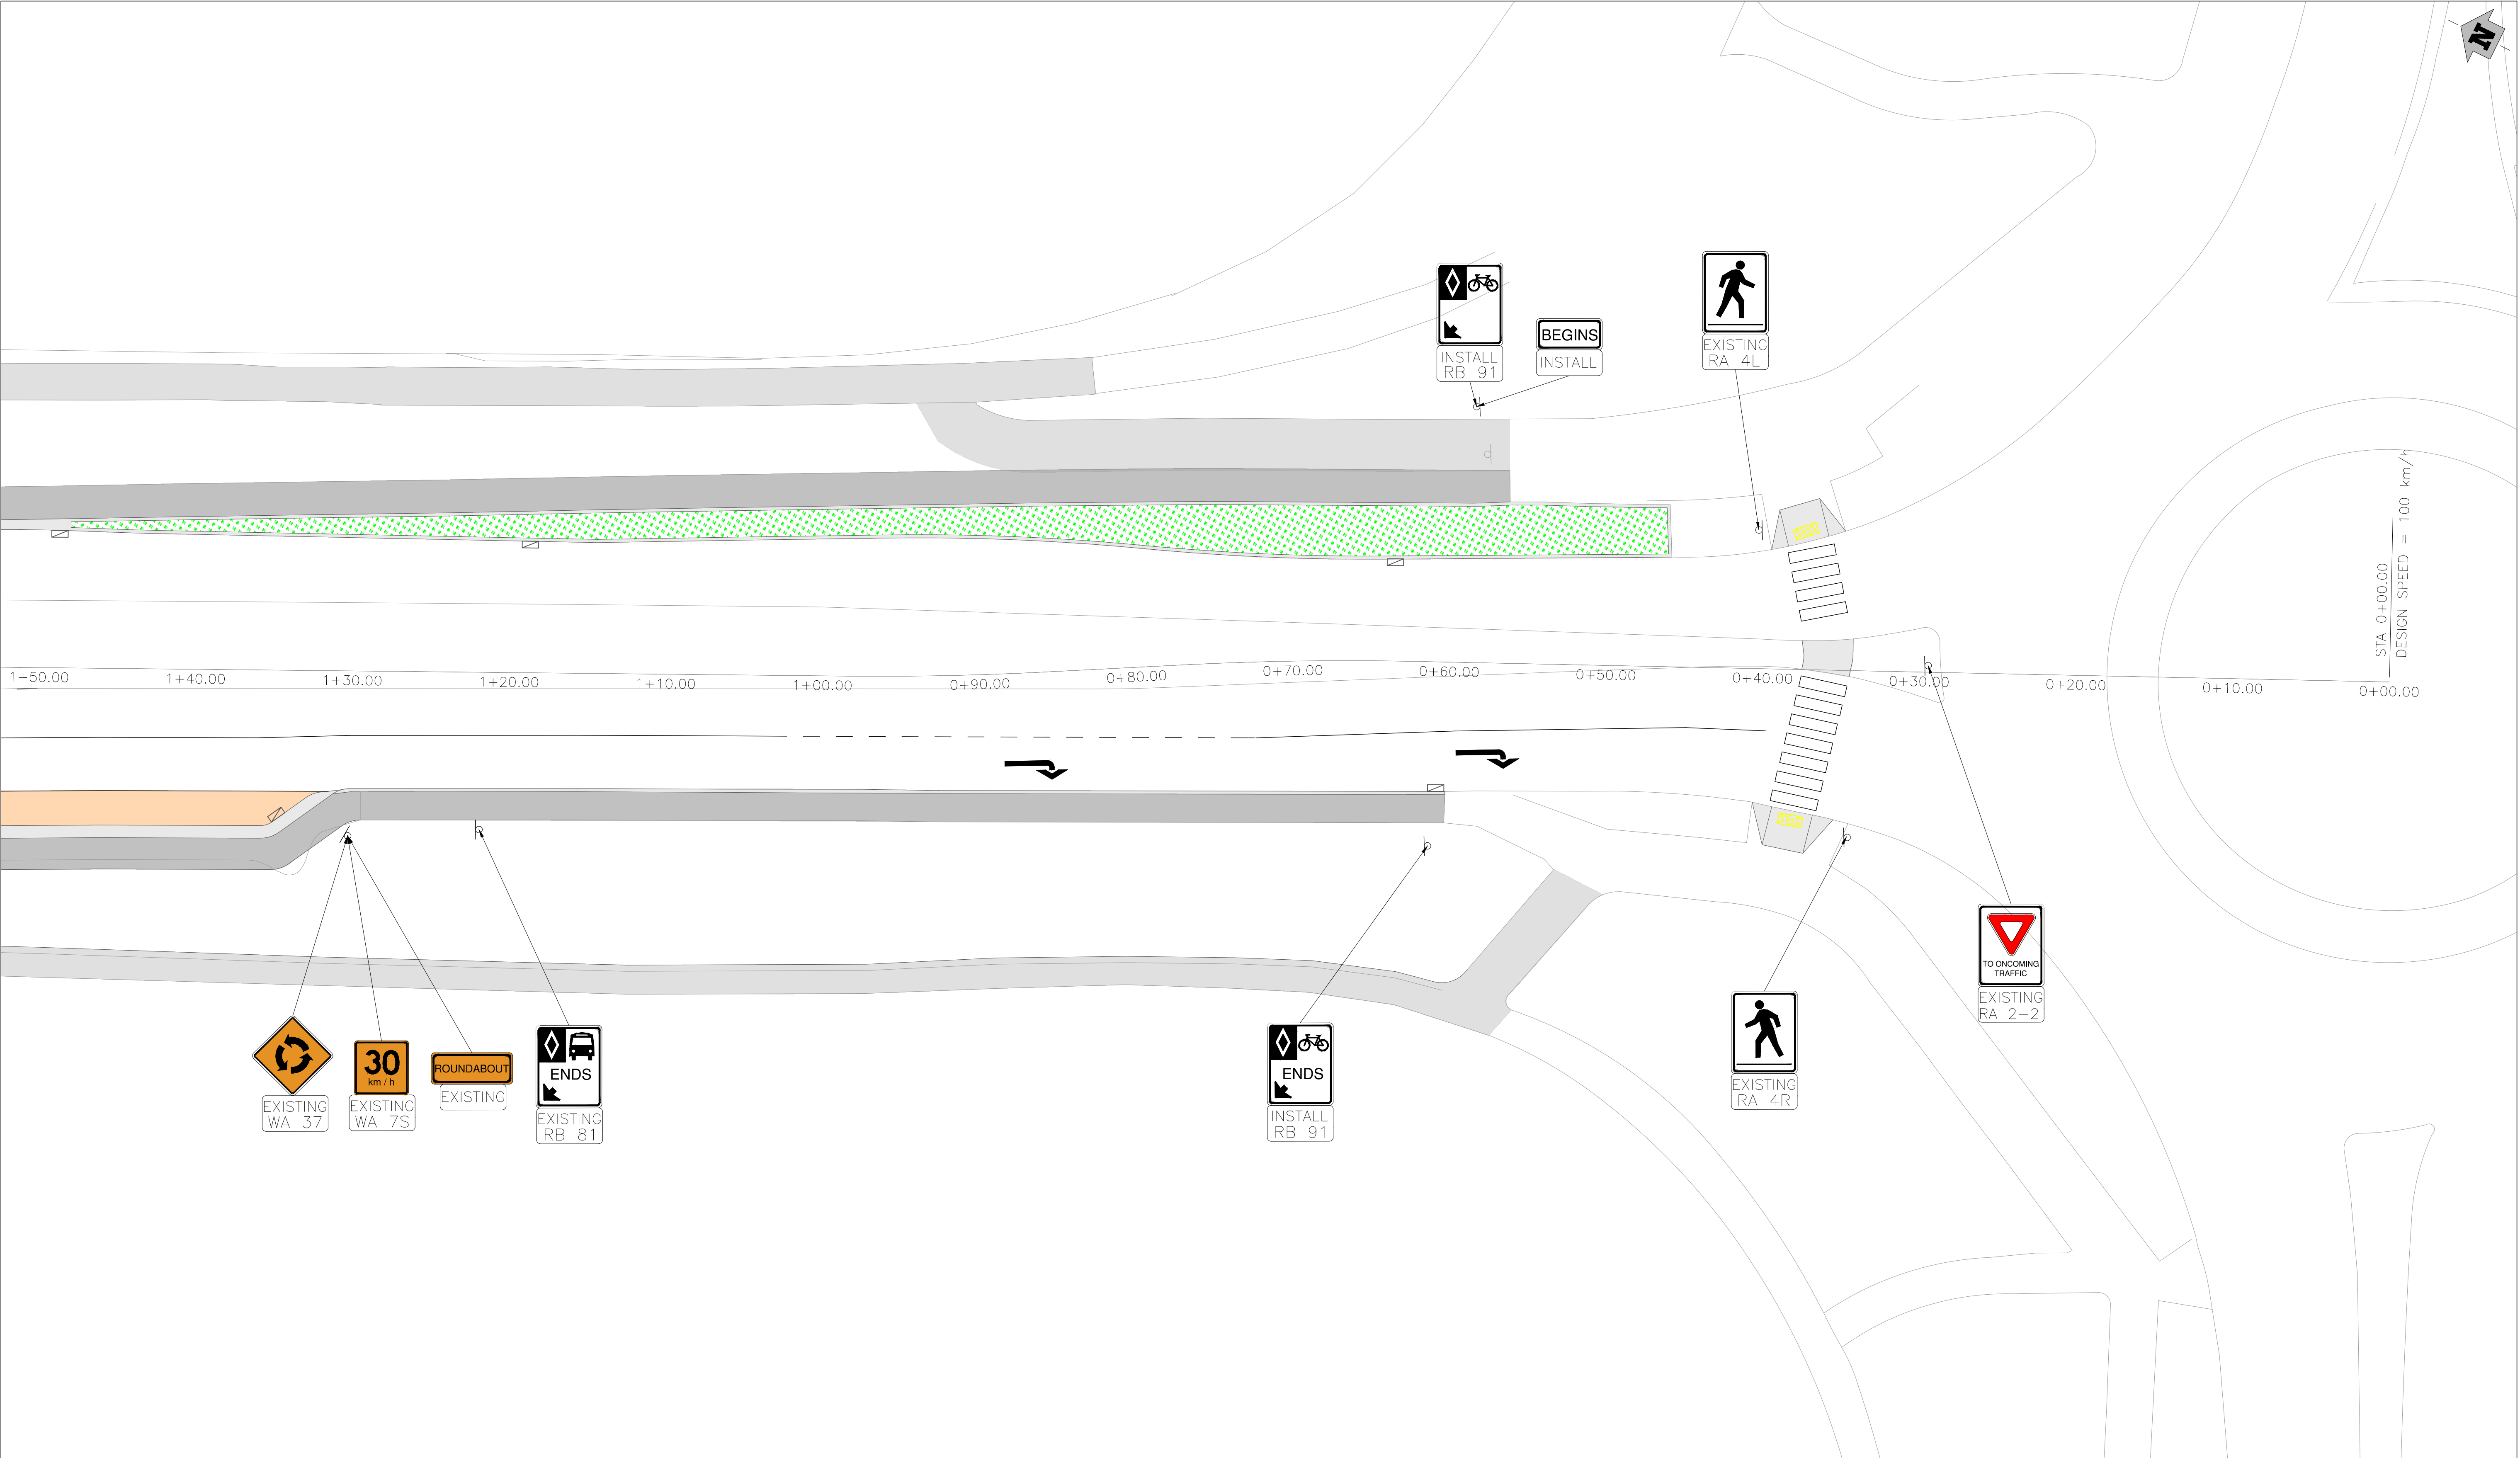 N
BEGINS
INSTALL
RB 91
INSTALL
EXISTING
RA 4L
STA 0+00.00
DESIGN SPEED = 100 km/h
1+50.00
1+40.00
1+30.00
1+20.00
1+10.00
1+00.00
0+90.00
0+80.00
0+70.00
0+60.00
0+50.00
0+40.00
0+30.00
0+20.00
0+10.00
0+00.00
TO ONCOMING
TRAFFIC
EXISTING
RA 2-2
EXISTING
RA 4R
ENDS
INSTALL
RB 91
ENDS
EXISTING
RB 81
ROUNDABOUT
EXISTING
30
km / h
EXISTING
WA 7S
EXISTING
WA 37